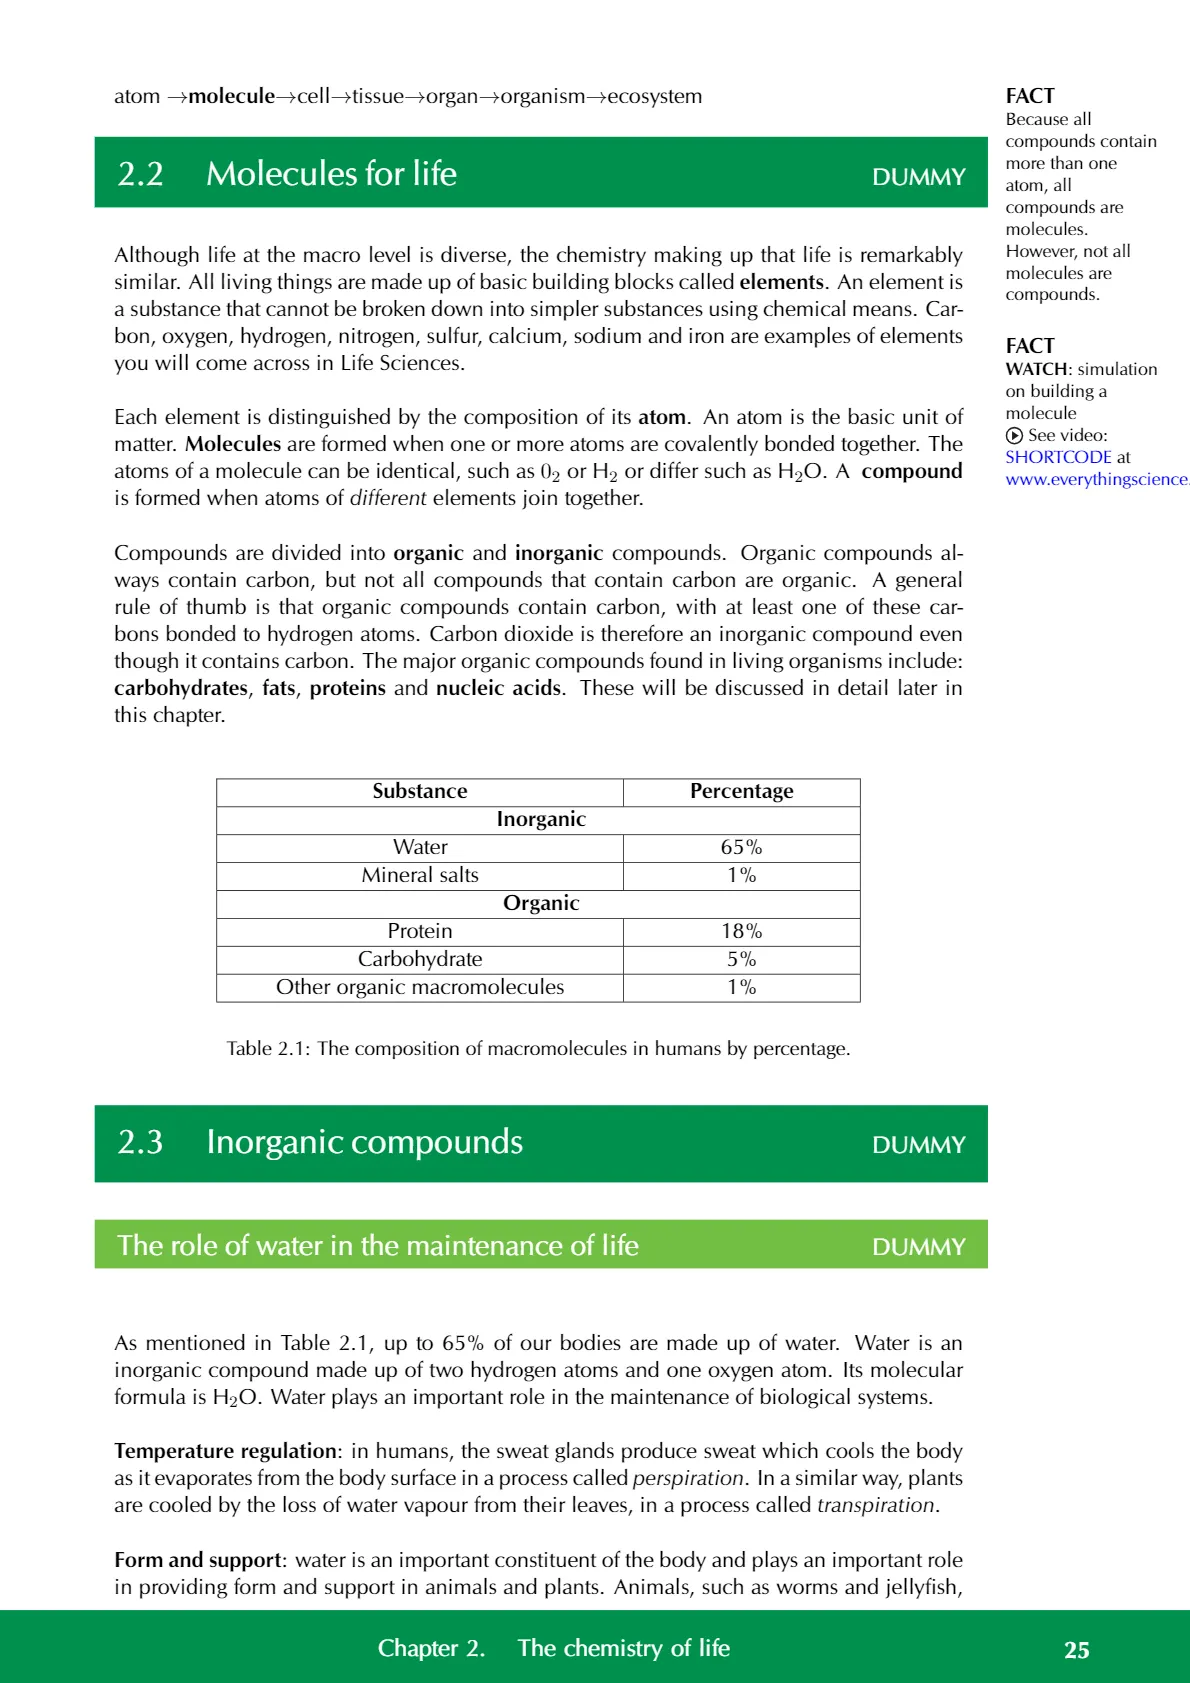 atom →molecule→cell→tissue→organ→organism→ecosystem
2.2 Molecules for life DUMMY
Although life at the macro level is diverse, the chemistry making up that life is remarkably
similar. All living things are made up of basic building blocks called elements. An element is
a substance that cannot be broken down into simpler substances using chemical means. Car-
bon, oxygen, hydrogen, nitrogen, sulfur, calcium, sodium and iron are examples of elements
you will come across in Life Sciences.
Each element is distinguished by the composition of its atom. An atom is the basic unit of
matter. Molecules are formed when one or more atoms are covalently bonded together. The
atoms of a molecule can be identical, such as 0₂ or H₂ or differ such as H₂O. A compound
is formed when atoms of different elements join together.
Compounds are divided into organic and inorganic compounds. Organic compounds al-
ways contain carbon, but not all compounds that contain carbon are organic. A general
rule of thumb is that organic compounds contain carbon, with at least one of these car-
bons bonded to hydrogen atoms. Carbon dioxide is therefore an inorganic compound even
though it contains carbon. The major organic compounds found in living organisms include:
carbohydrates, fats, proteins and nucleic acids. These will be discussed in detail later in
this chapter.
Substance Percentage
Inorganic
Water 65%
Mineral salts 1%
Organic
Protein 18%
Carbohydrate 5%
Other organic macromolecules 1%
Table 2.1: The composition of macromolecules in humans by percentage.
2.3 Inorganic compounds DUMMY
The role of water in the maintenance of life DUMMY
As mentioned in Table 2.1, up to 65% of our bodies are made up of water. Water is an
inorganic compound made up of two hydrogen atoms and one oxygen atom. Its molecular
formula is H₂O. Water plays an important role in the maintenance of biological systems.
Temperature regulation: in humans, the sweat glands produce sweat which cools the body
as it evaporates from the body surface in a process called perspiration. In a similar way, plants
are cooled by the loss of water vapour from their leaves, in a process called transpiration.
Form and support: water is an important constituent of the body and plays an important role
in providing form and support in animals and plants. Animals, such as worms and jellyfish,
FACT
Because all
compounds contain
more than one
atom, all
compounds are
molecules.
However, not all
molecules are
compounds.
FACT
WATCH: simulation
on building a
molecule
See video:
SHORTCODE at
www.everythingscience.
Chapter 2. The chemistry of life 25